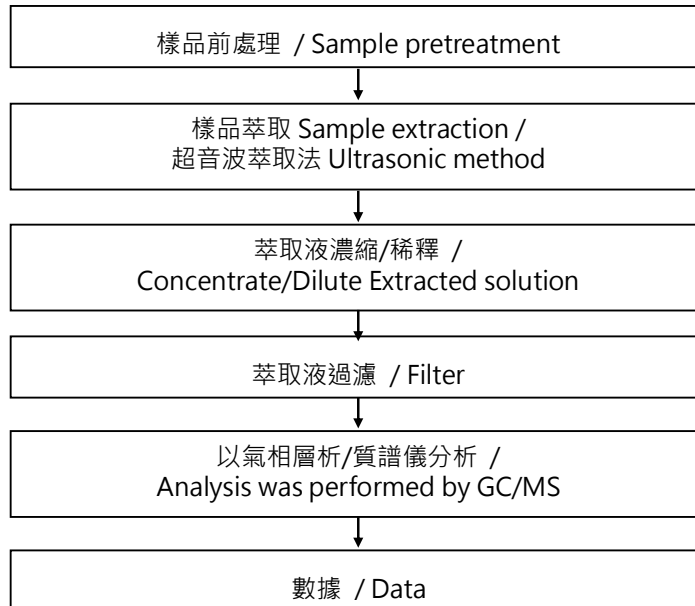 樣品前處理 / Sample pretreatment
樣品萃取 Sample extraction /
超音波萃取法 Ultrasonic method
萃取液濃縮/稀釋 /
Concentrate/Dilute Extracted solution
萃取液過濾 / Filter
以氣相層析/質譜儀分析 /
Analysis was performed by GC/MS
數據 / Data